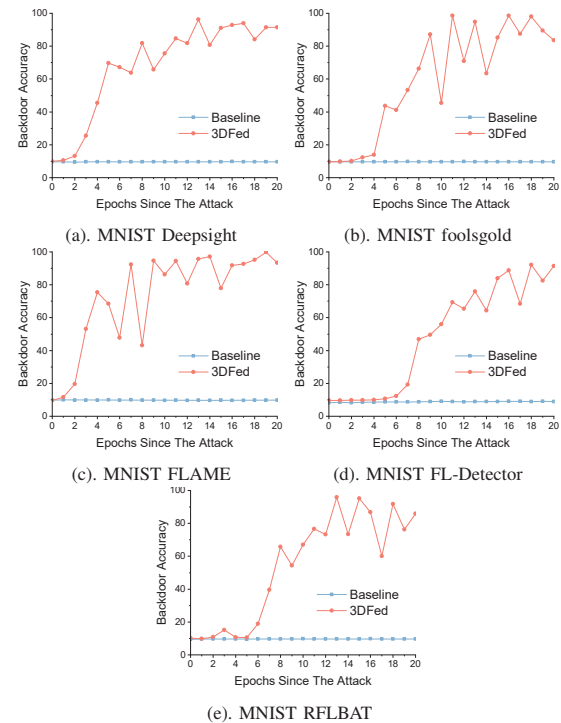 100
80
60
40
20
0
Backdoor Accuracy
Baseline
3DFed
0 2 4 6 8 10 12 14 16 18 20
Epochs Since The Attack
(a). MNIST Deepsight
100
80
60
40
20
0
Backdoor Accuracy
Baseline
3DFed
0 2 4 6 8 10 12 14 16 18 20
Epochs Since The Attack
(b). MNIST foolsgold
100
80
60
40
20
0
Backdoor Accuracy
Baseline
3DFed
0 2 4 6 8 10 12 14 16 18 20
Epochs Since The Attack
(c). MNIST FLAME
100
80
60
40
20
0
Backdoor Accuracy
Baseline
3DFed
0 2 4 6 8 10 12 14 16 18 20
Epochs Since The Attack
(d). MNIST FL-Detector
100
80
60
40
20
0
Backdoor Accuracy
Baseline
3DFed
0 2 4 6 8 10 12 14 16 18 20
Epochs Since The Attack
(e). MNIST RFLBAT